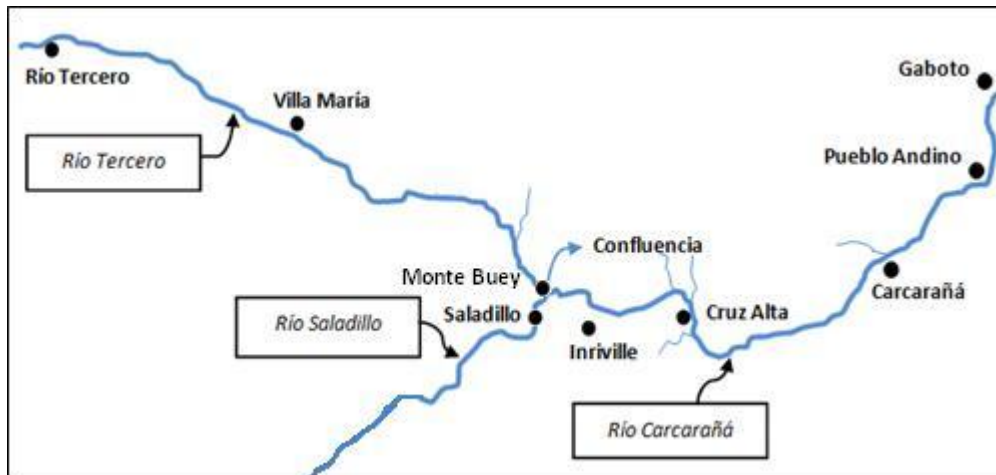 Gaboto
Río Tercero
Villa María
Río Tercero
Pueblo Andino
Confluencia
Monte Buey
Carcarañá
Río Saladillo
Saladillo
Cruz Alta
Inriville
Río Carcarañá